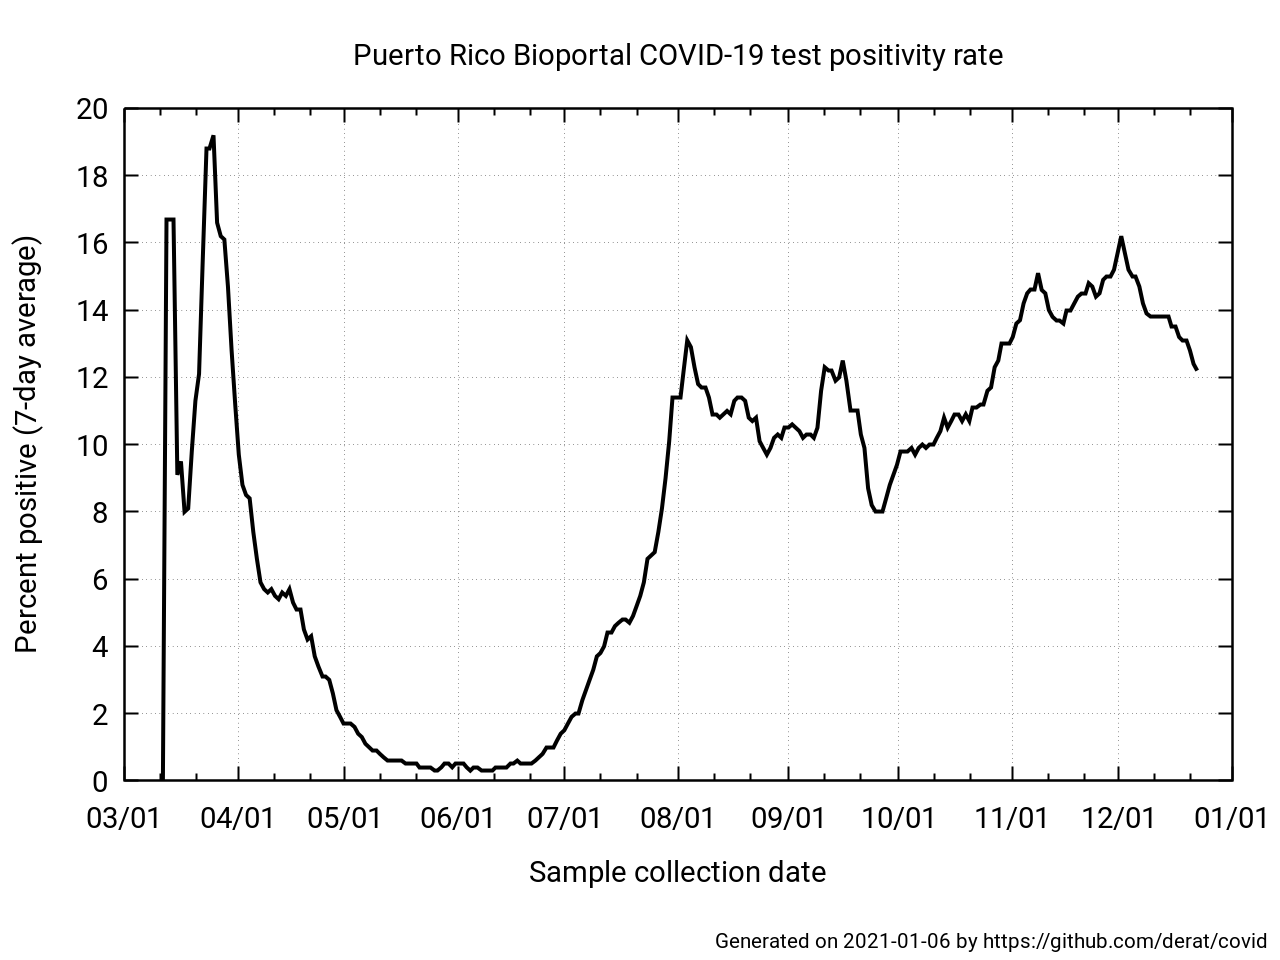 Puerto Rico Bioportal COVID-19 test positivity rate
20
18
16
14
12
10
8
6
4
2
0
Percent positive (7-day average)
03/01 04/01 05/01 06/01 07/01 08/01 09/01 10/01 11/01 12/01 01/01
Sample collection date
Generated on 2021-01-06 by https://github.com/derat/covid